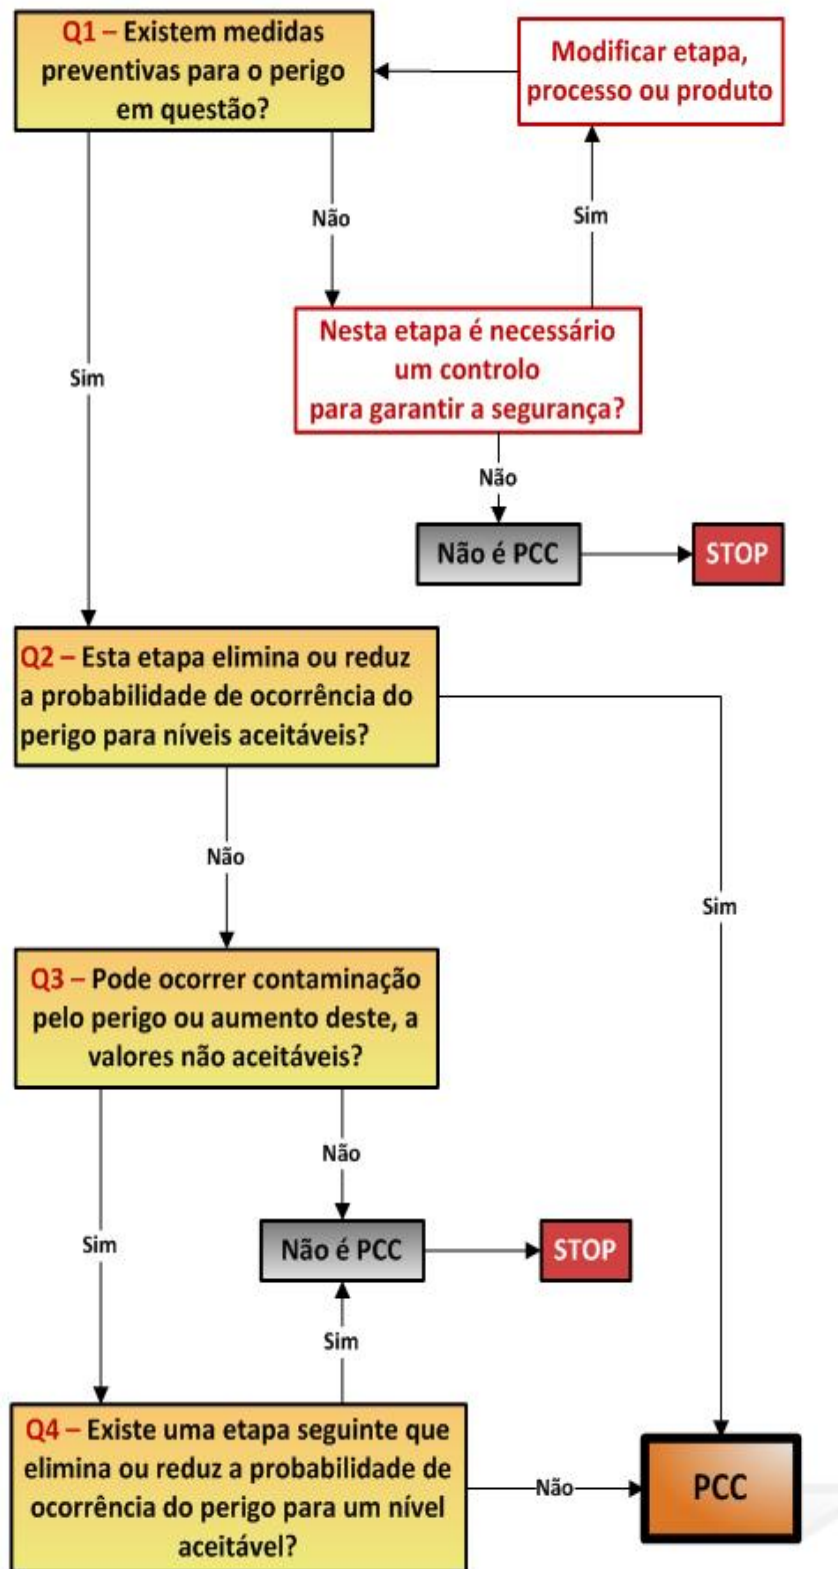 Q1 – Existem medidas
preventivas para o perigo
em questão?
Modificar etapa,
processo ou produto
Não
Sim
Nesta etapa é necessário
um controlo
para garantir a segurança?
Sim
Não
Não é PCC
STOP
Q2 – Esta etapa elimina ou reduz
a probabilidade de ocorrência do
perigo para níveis aceitáveis?
Não
Sim
Q3 – Pode ocorrer contaminação
pelo perigo ou aumento deste, a
valores não aceitáveis?
Não
Sim
Não é PCC
STOP
Sim
Q4 – Existe uma etapa seguinte que
elimina ou reduz a probabilidade de
ocorrência do perigo para um nível
aceitável?
Não
PCC